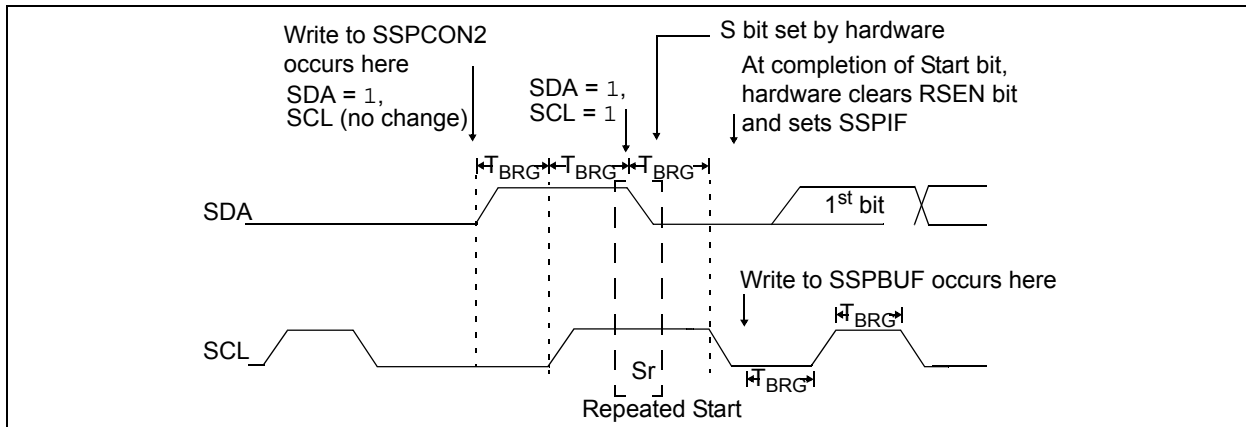 Write to SSPCON2
occurs here
SDA = 1,
SCL (no change)
SDA = 1,
SCL = 1
S bit set by hardware
At completion of Start bit,
hardware clears RSEN bit
and sets SSPIF
TBRG TBRG TBRG
SDA
1st bit
Write to SSPBUF occurs here
TBRG
SCL
Sr
TBRG
Repeated Start